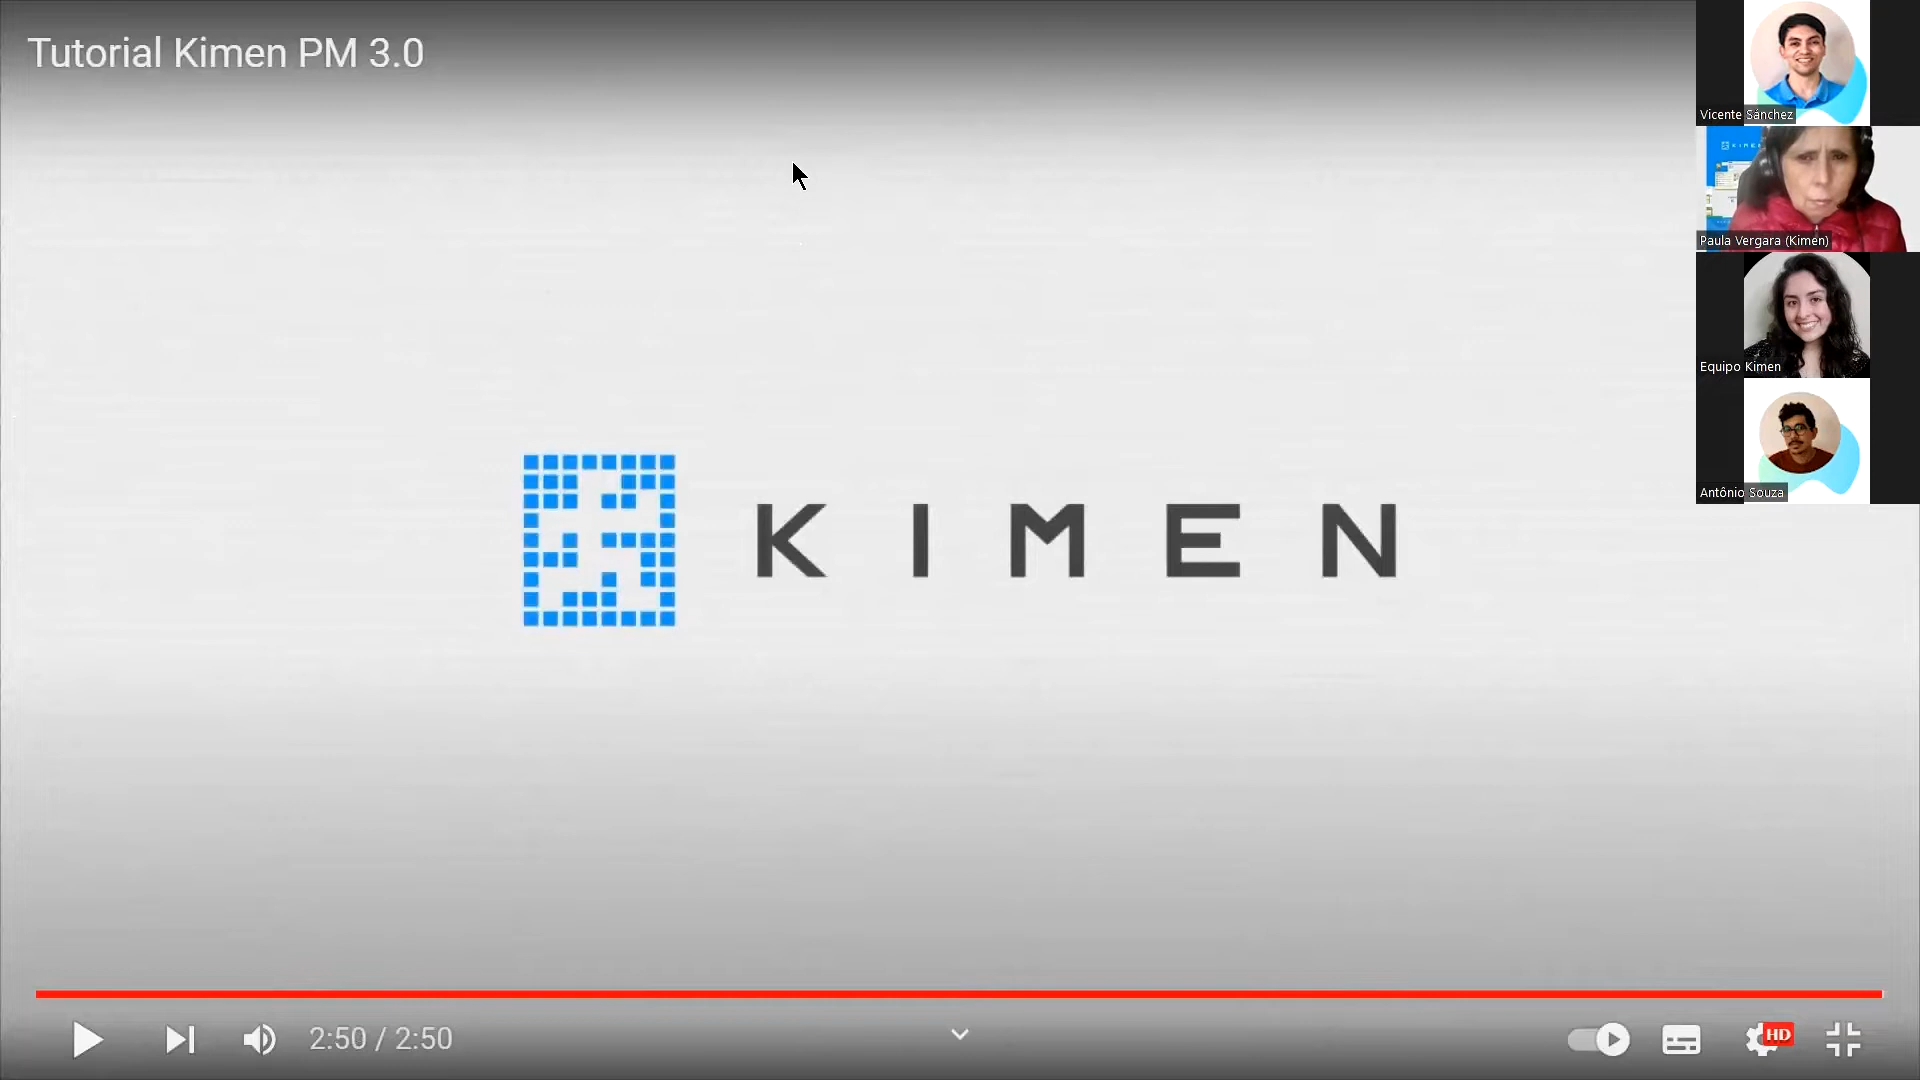 Tutorial Kimen PM 3.0
Vicente Sánchez
KIMEN
Paula Vergara (Kimen)
Equipo Kimen
Antônio Souza
KIMEN
2:50 / 2:50
HD